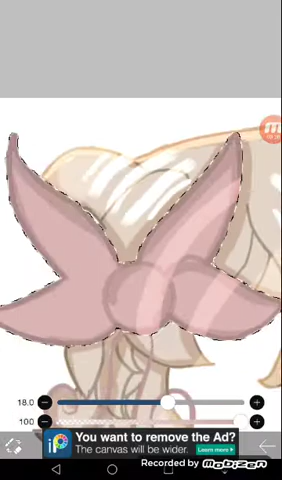 18.0
100
You want to remove the Ad?
The canvas will be wider.
Learn more
Recorded by MOBIZEN